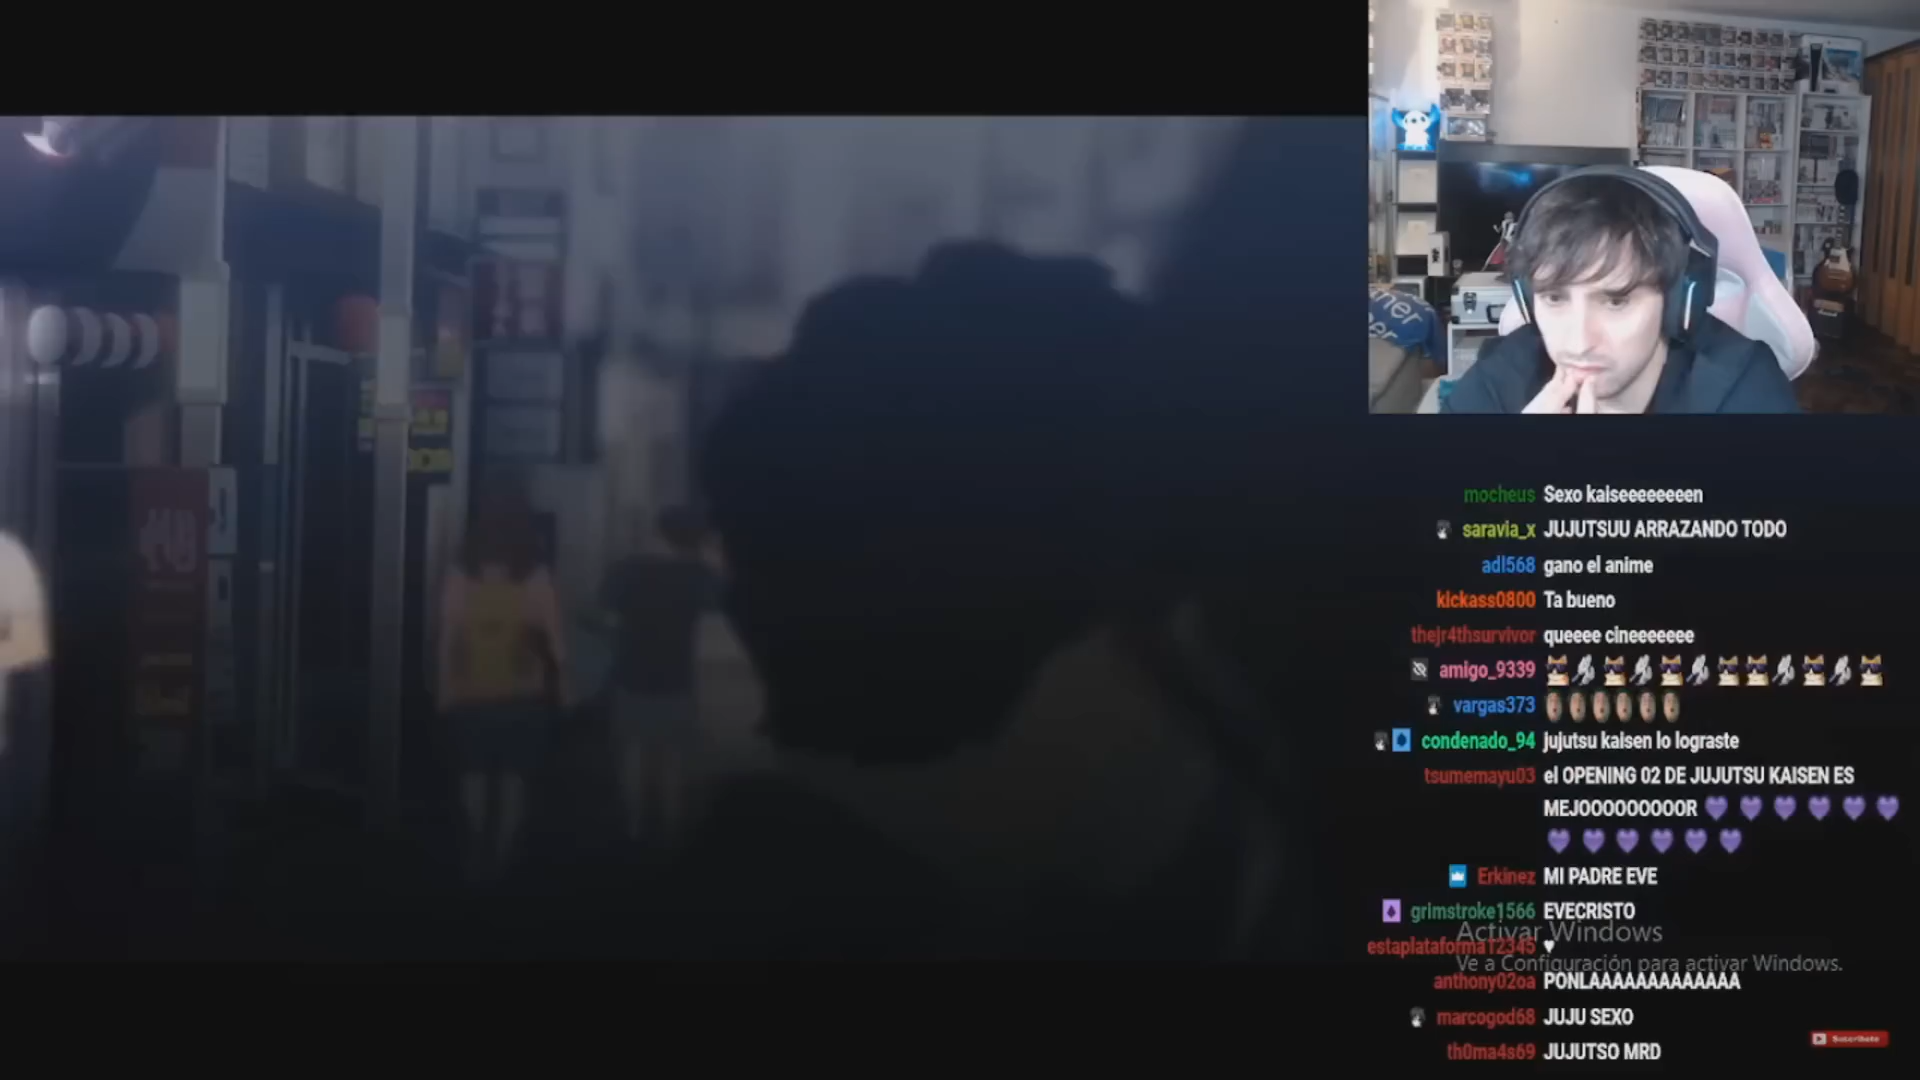 mocheus Sexo kaiseeeeeeeen
saravia_x JUJUTSUU ARRAZANDO TODO
adl568 gano el anime
kickass0800 Ta bueno
thejr4thsurvivor queeee cineeeeeee
amigo_9339
vargas373
condenado_94 jujutsu kaisen lo lograste
tsumemayu03 el OPENING 02 DE JUJUTSU KAISEN ES
MEJOOOOOOOOOR 💜 💜 💜 💜 💜 💜
💜 💜 💜 💜 💜 💜
Erkinez MI PADRE EVE
grimstroke1566 EVECRISTO
Activar Windows
estaplataforma12345 ♥
Ve a Configuración para activar Windows.
anthony02oa PONLAAAAAAAAAAAAA
marcogod68 JUJU SEXO
Suscríbete
th0ma4s69 JUJUTSO MRD